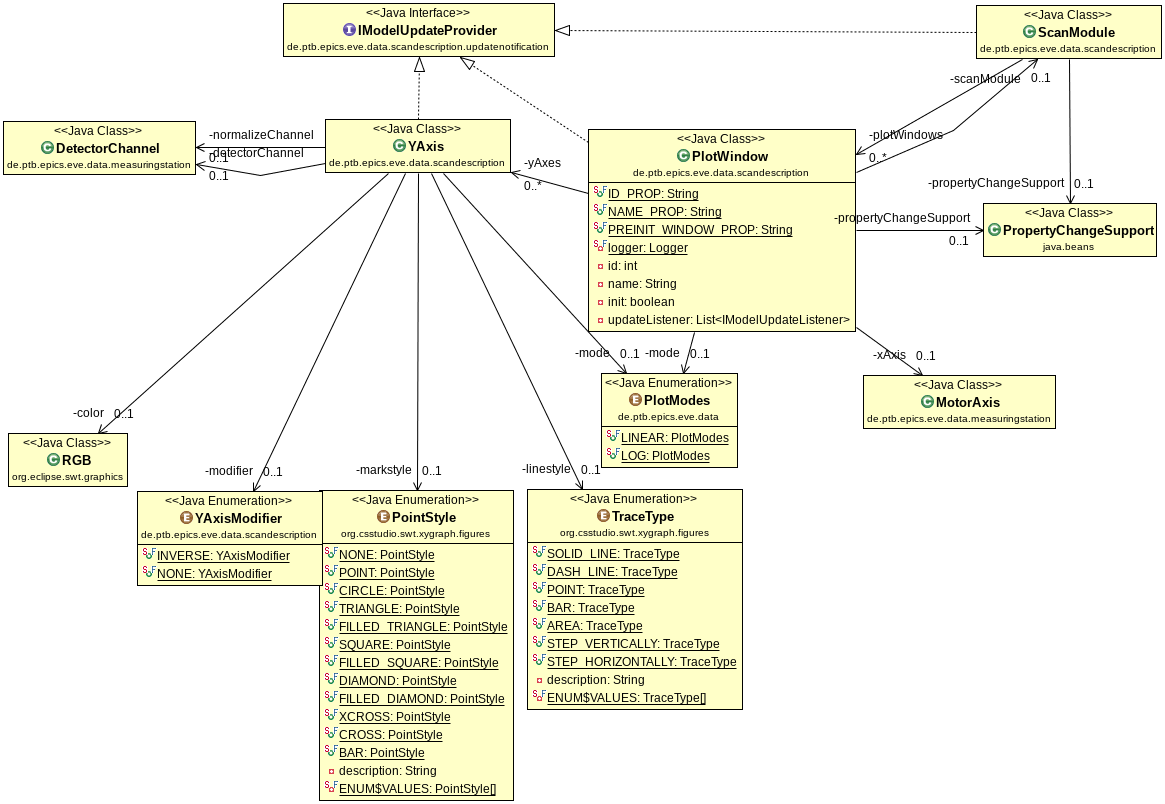 <<Java Interface>>
IModelUpdateProvider
de.ptb.epics.eve.data.scandescription.updatenotification
<<Java Class>>
ScanModule
de.ptb.epics.eve.data.scandescription
-scanModule 0..1
-plotWindows
0..*
-propertyChangeSupport 0..1
<<Java Class>>
DetectorChannel
de.ptb.epics.eve.data.measuringstation
-normalizeChannel
0..1
-detectorChannel
0..1
<<Java Class>>
YAxis
de.ptb.epics.eve.data.scandescription
-yAxes
0..*
<<Java Class>>
PlotWindow
de.ptb.epics.eve.data.scandescription
ID_PROP: String
NAME_PROP: String
PREINIT_WINDOW_PROP: String
logger: Logger
id: int
name: String
init: boolean
updateListener: List<IModelUpdateListener>
-propertyChangeSupport
0..1
<<Java Class>>
PropertyChangeSupport
java.beans
-mode 0..1
-mode 0..1
-xAxis 0..1
<<Java Enumeration>>
PlotModes
de.ptb.epics.eve.data
LINEAR: PlotModes
LOG: PlotModes
<<Java Class>>
MotorAxis
de.ptb.epics.eve.data.measuringstation
-color 0..1
<<Java Class>>
RGB
org.eclipse.swt.graphics
-modifier 0..1
<<Java Enumeration>>
YAxisModifier
de.ptb.epics.eve.data.scandescription
INVERSE: YAxisModifier
NONE: YAxisModifier
-markstyle 0..1
<<Java Enumeration>>
PointStyle
org.csstudio.swt.xygraph.figures
NONE: PointStyle
POINT: PointStyle
CIRCLE: PointStyle
TRIANGLE: PointStyle
FILLED_TRIANGLE: PointStyle
SQUARE: PointStyle
FILLED_SQUARE: PointStyle
DIAMOND: PointStyle
FILLED_DIAMOND: PointStyle
XCROSS: PointStyle
CROSS: PointStyle
BAR: PointStyle
description: String
ENUM$VALUES: PointStyle[]
-linestyle 0..1
<<Java Enumeration>>
TraceType
org.csstudio.swt.xygraph.figures
SOLID_LINE: TraceType
DASH_LINE: TraceType
POINT: TraceType
BAR: TraceType
AREA: TraceType
STEP_VERTICALLY: TraceType
STEP_HORIZONTALLY: TraceType
description: String
ENUM$VALUES: TraceType[]